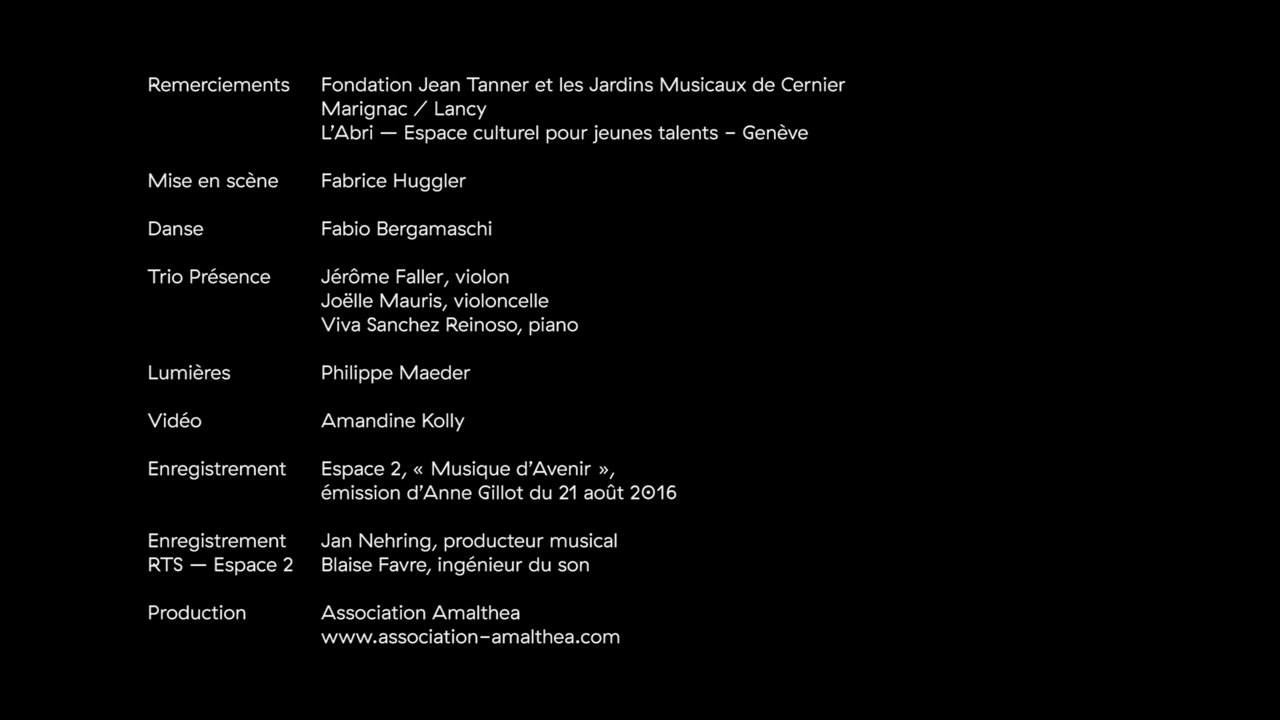 Remerciements Fondation Jean Tanner et les Jardins Musicaux de Cernier
Marignac / Lancy
L'Abri — Espace culturel pour jeunes talents – Genève
Mise en scène Fabrice Huggler
Danse Fabio Bergamaschi
Trio Présence Jérôme Faller, violon
Joëlle Mauris, violoncelle
Viva Sanchez Reinoso, piano
Lumières Philippe Maeder
Vidéo Amandine Kolly
Enregistrement Espace 2, « Musique d'Avenir »,
émission d'Anne Gillot du 21 août 2016
Enregistrement Jan Nehring, producteur musical
RTS — Espace 2 Blaise Favre, ingénieur du son
Production Association Amalthea
www.association-amalthea.com